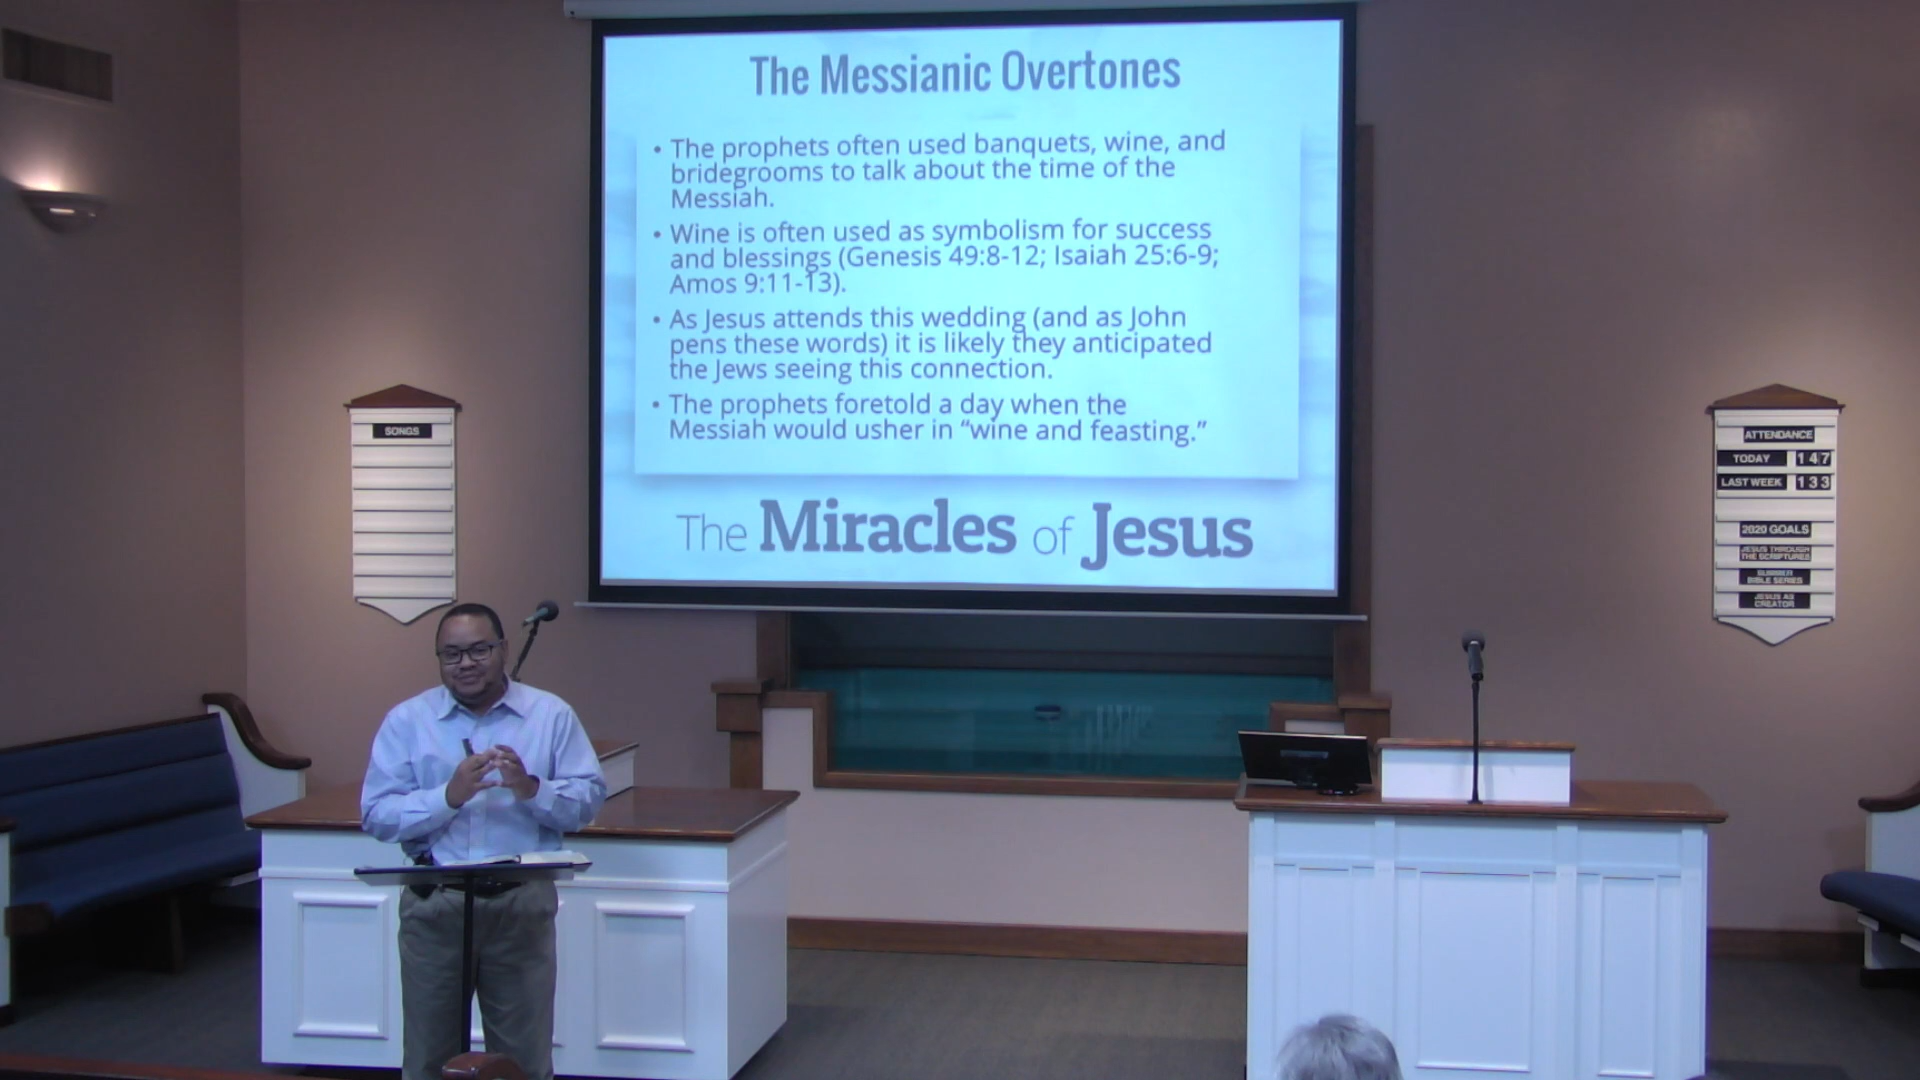 The Messianic Overtones
• The prophets often used banquets, wine, and
bridegrooms to talk about the time of the
Messiah.
• Wine is often used as symbolism for success
and blessings (Genesis 49:8-12; Isaiah 25:6-9;
Amos 9:11-13).
• As Jesus attends this wedding (and as John
pens these words) it is likely they anticipated
the Jews seeing this connection.
• The prophets foretold a day when the
Messiah would usher in “wine and feasting.”
The Miracles of Jesus
SONGS
ATTENDANCE
TODAY 147
LAST WEEK 133
2020 GOALS
JESUS THROUGH
THE SCRIPTURES
SUMMER
BIBLE SERIES
JESUS AS
CREATOR